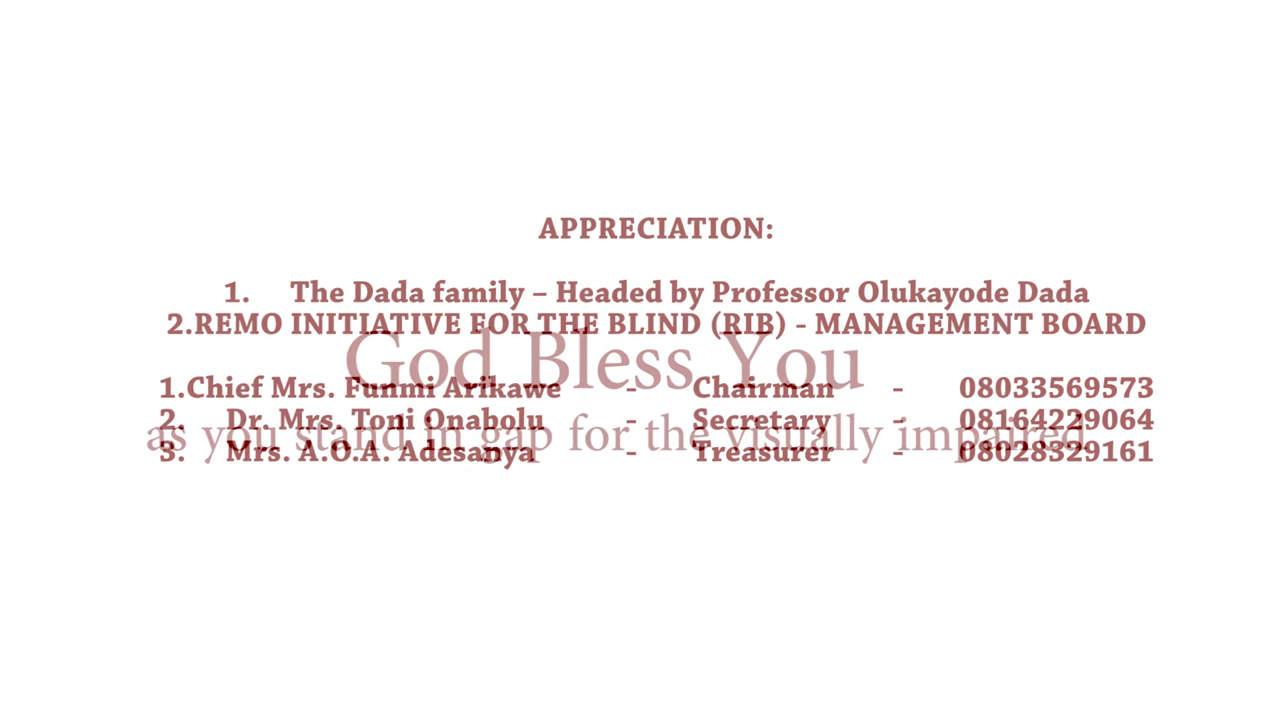 APPRECIATION:
1. The Dada family – Headed by Professor Olukayode Dada
2.REMO INITIATIVE FOR THE BLIND (RIB) - MANAGEMENT BOARD
God Bless You
1.Chief Mrs. Funmi Arikawe - Chairman - 08033569573
2. Dr. Mrs. Toni Onabolu - Secretary - 08164229064
as you stand in gap for the visually impaired
3. Mrs. A.O.A. Adesanya - Treasurer - 08028329161